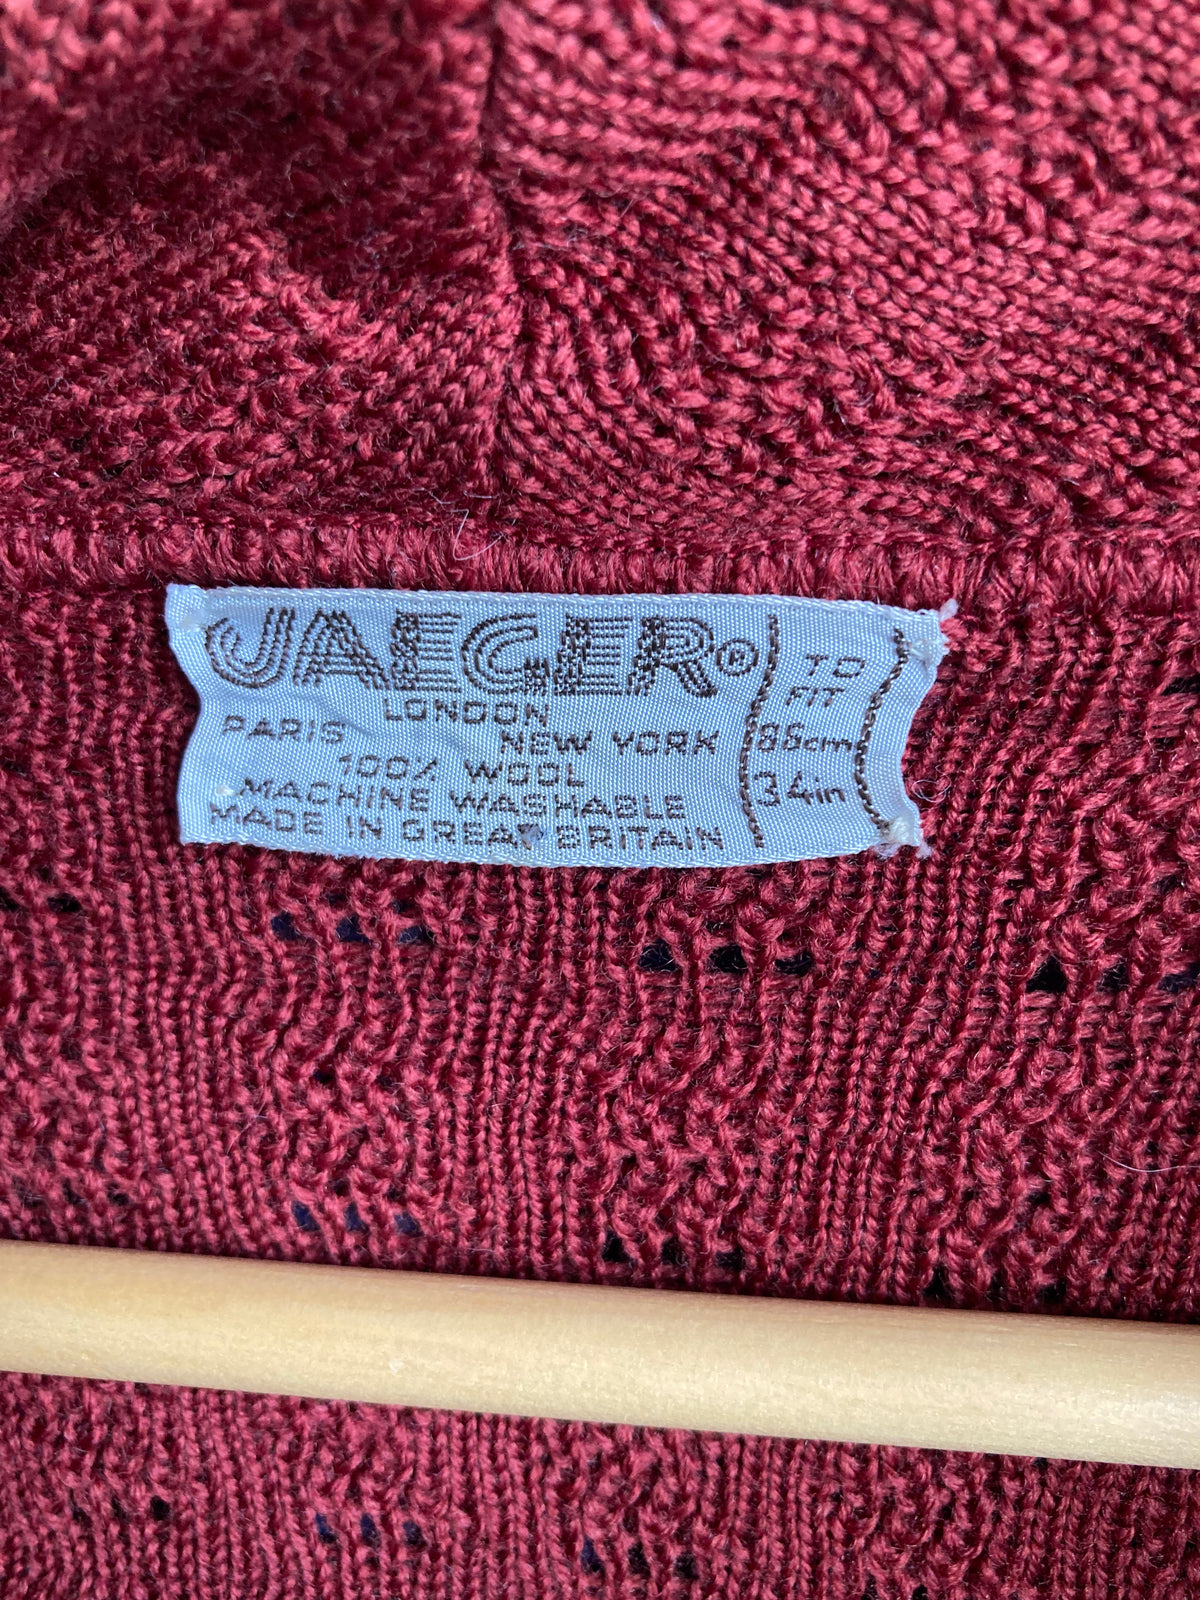 JAEGER®
LONDON
PARIS NEW YORK
100% WOOL
MACHINE WASHABLE
MADE IN GREAT BRITAIN
TO
FIT
86cm
34in